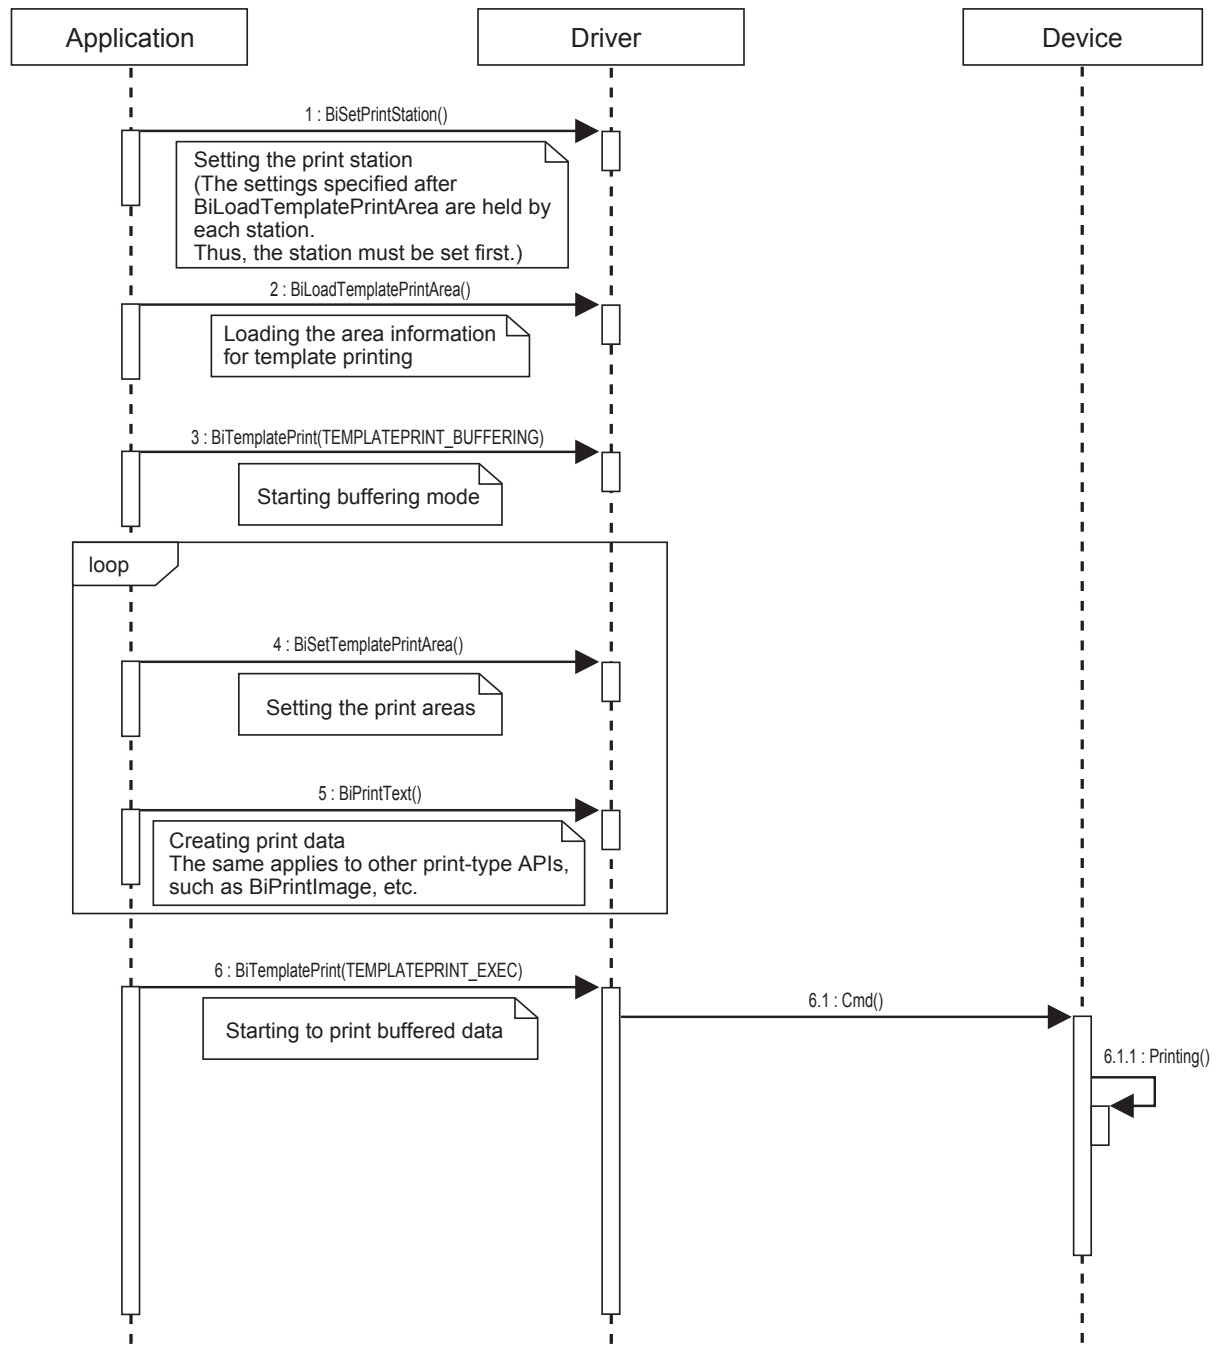 Application
Driver
Device
1 : BiSetPrintStation()
Setting the print station
(The settings specified after
BiLoadTemplatePrintArea are held by
each station.
Thus, the station must be set first.)
2 : BiLoadTemplatePrintArea()
Loading the area information
for template printing
3 : BiTemplatePrint(TEMPLATEPRINT_BUFFERING)
Starting buffering mode
loop
4 : BiSetTemplatePrintArea()
Setting the print areas
5 : BiPrintText()
Creating print data
The same applies to other print-type APIs,
such as BiPrintImage, etc.
6 : BiTemplatePrint(TEMPLATEPRINT_EXEC)
Starting to print buffered data
6.1 : Cmd()
6.1.1 : Printing()